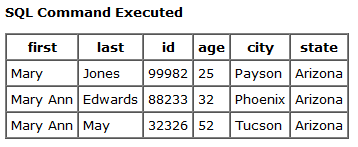 SQL Command Executed
first last id age city state
Mary Jones 99982 25 Payson Arizona
Mary Ann Edwards 88233 32 Phoenix Arizona
Mary Ann May 32326 52 Tucson Arizona